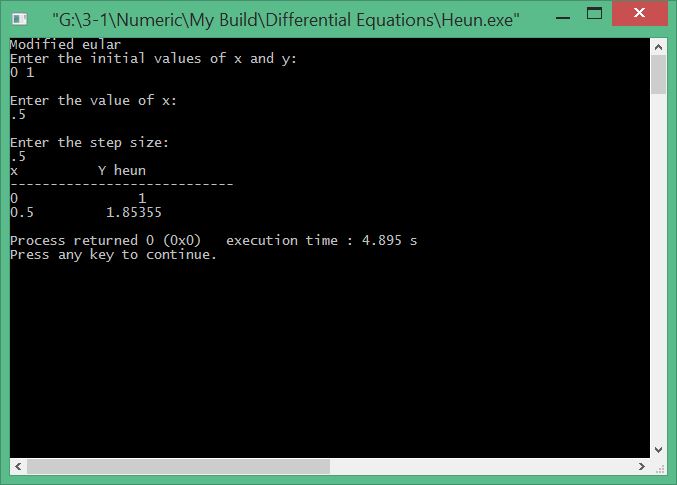 "G:\3-1\Numeric\My Build\Differential Equations\Heun.exe"
Modified eular
Enter the initial values of x and y:
0 1
Enter the value of x:
.5
Enter the step size:
.5
x          Y heun
----------------------------
0               1
0.5         1.85355
Process returned 0 (0x0)   execution time : 4.895 s
Press any key to continue.